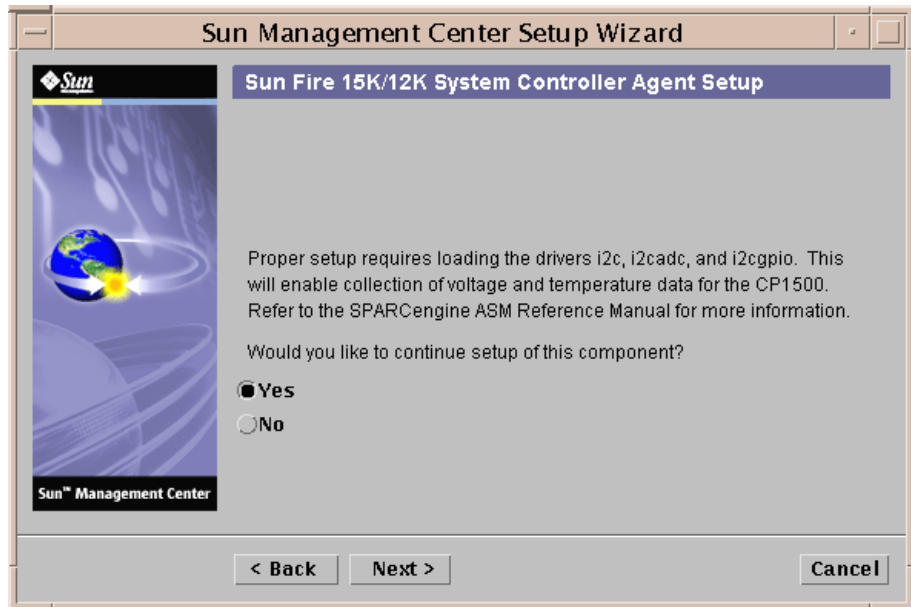 Sun Management Center Setup Wizard
Sun
Sun Fire 15K/12K System Controller Agent Setup
Proper setup requires loading the drivers i2c, i2cadc, and i2cgpio. This
will enable collection of voltage and temperature data for the CP1500.
Refer to the SPARCengine ASM Reference Manual for more information.
Would you like to continue setup of this component?
Yes
No
Sun™ Management Center
< Back
Next >
Cancel